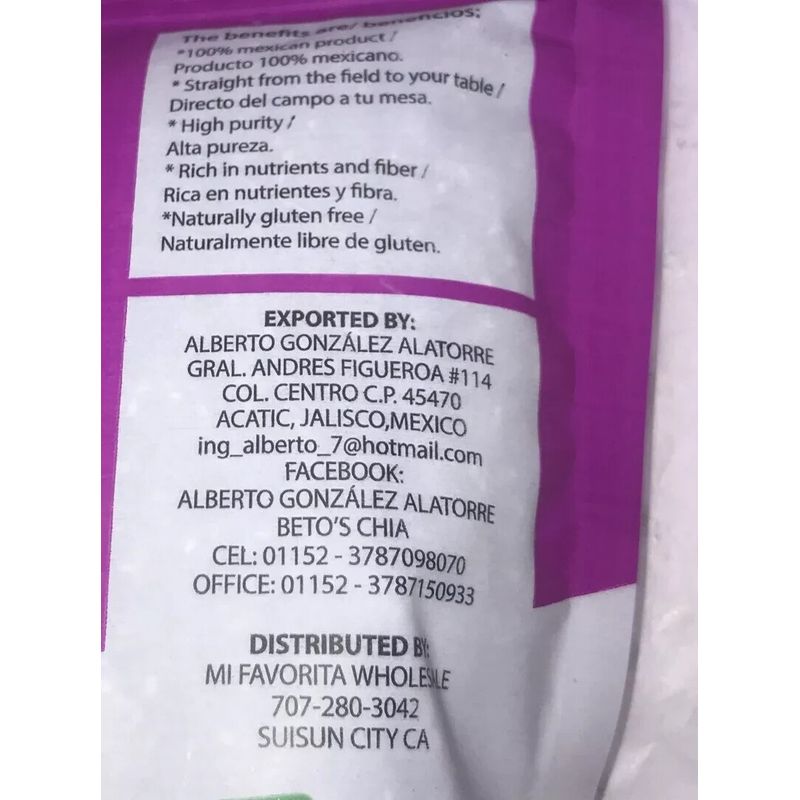 The benefits are/ beneficios:
*100% mexican product /
Producto 100% mexicano.
* Straight from the field to your table /
Directo del campo a tu mesa.
* High purity /
Alta pureza.
* Rich in nutrients and fiber /
Rica en nutrientes y fibra.
*Naturally gluten free /
Naturalmente libre de gluten.
EXPORTED BY:
ALBERTO GONZÁLEZ ALATORRE
GRAL. ANDRES FIGUEROA #114
COL. CENTRO C.P. 45470
ACATIC, JALISCO,MEXICO
ing_alberto_7@hotmail.com
FACEBOOK:
ALBERTO GONZÁLEZ ALATORRE
BETO'S CHIA
CEL: 01152 - 3787098070
OFFICE: 01152 - 3787150933
DISTRIBUTED BY:
MI FAVORITA WHOLESALE
707-280-3042
SUISUN CITY CA